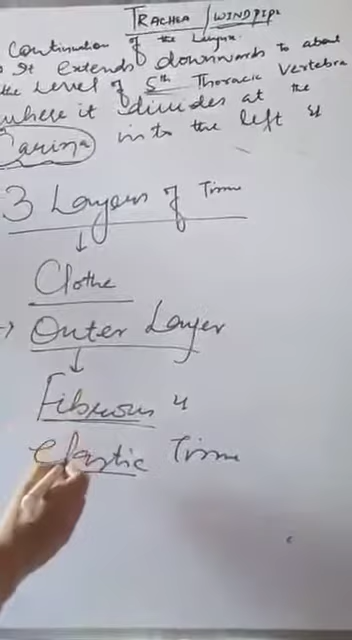 TRACHEA / WINDPIPE
Continuation of the Larynx
It extends downwards to about
the level of 5th Thoracic Vertebra
where it divides at the
Carina into the left &
3 Layers of Tissue
↓
Clothe
→ Outer Layer
↓
Fibrous &
elastic Tissue